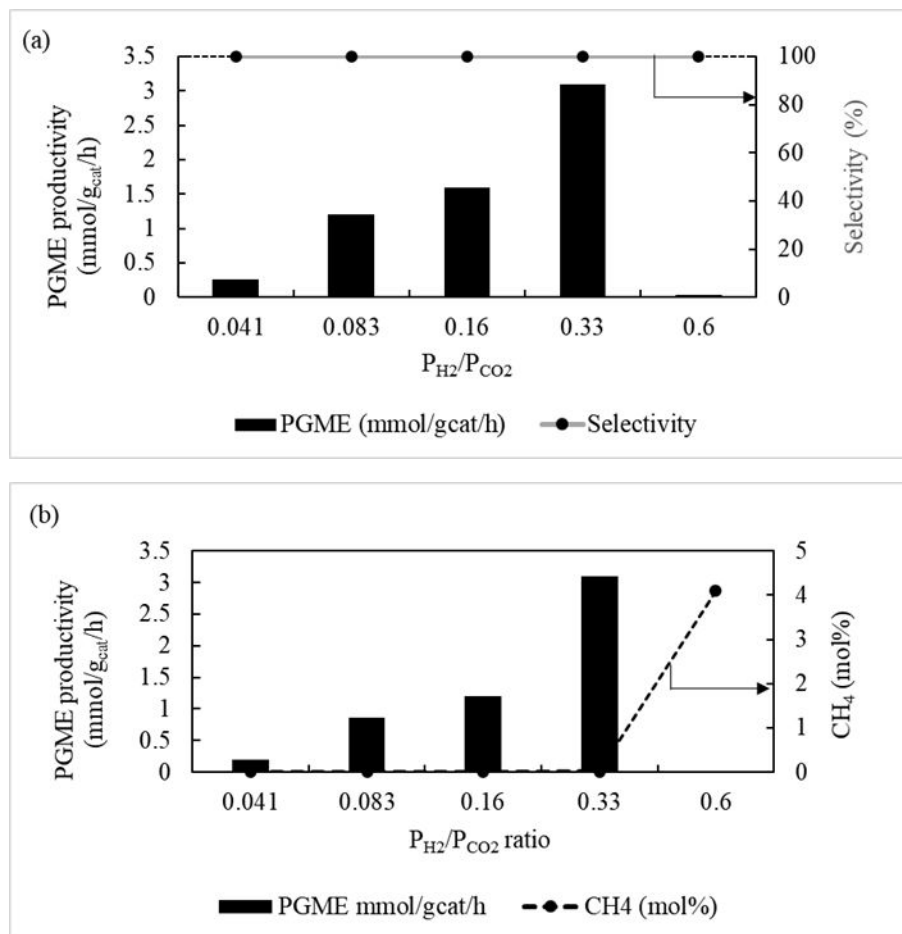 (a)
3.5
3
2.5
2
1.5
1
0.5
0
PGME productivity
(mmol/gcat/h)
100
80
60
40
20
0
Selectivity (%)
0.041 0.083 0.16 0.33 0.6
PH2/PCO2
PGME (mmol/gcat/h) Selectivity
(b)
3.5
3
2.5
2
1.5
1
0.5
0
PGME productivity
(mmol/gcat/h)
5
4
3
2
1
0
CH4 (mol%)
0.041 0.083 0.16 0.33 0.6
PH2/PCO2 ratio
PGME mmol/gcat/h CH4 (mol%)